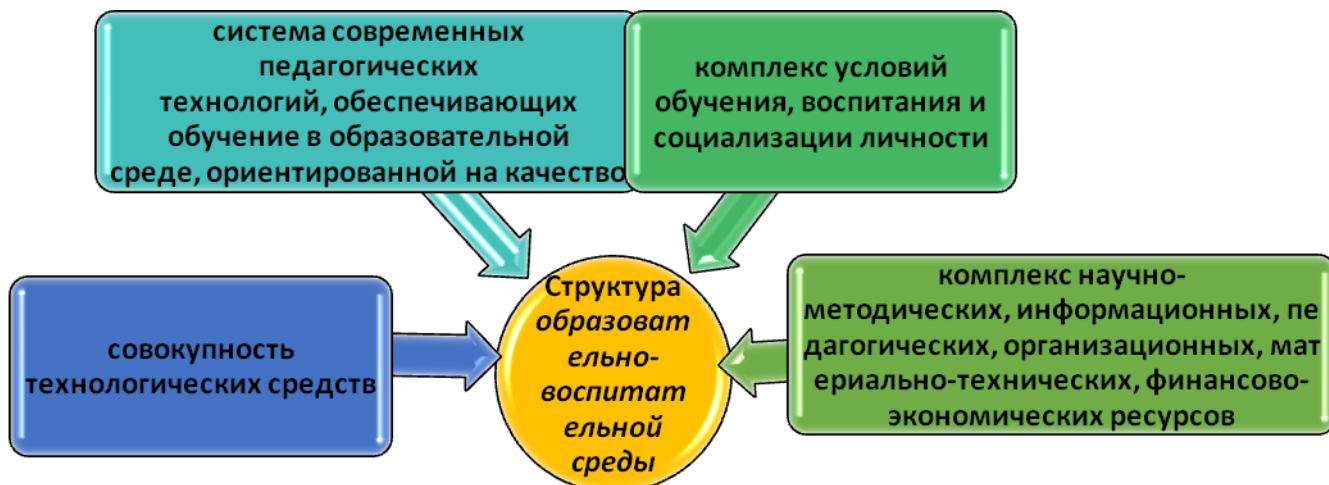 система современных
педагогических
технологий, обеспечивающих
обучение в образовательной
среде, ориентированной на качество
комплекс условий
обучения, воспитания и
социализации личности
совокупность
технологических средств
Структура
образоват
ельно-
воспитат
ельной
среды
комплекс научно-
методических, информационных, пе
дагогических, организационных, мат
ериально-технических, финансово-
экономических ресурсов